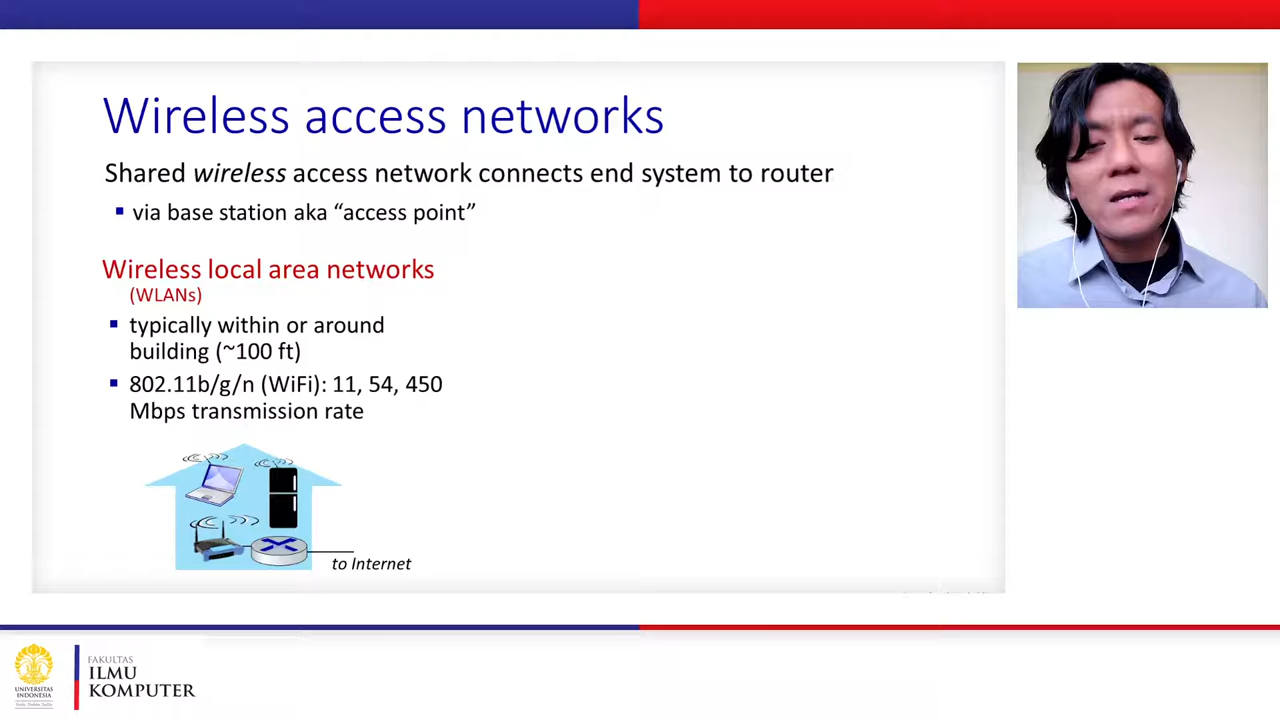 Wireless access networks
Shared wireless access network connects end system to router
▪ via base station aka “access point”
Wireless local area networks
(WLANs)
▪ typically within or around
building (~100 ft)
▪ 802.11b/g/n (WiFi): 11, 54, 450
Mbps transmission rate
to Internet
UNIVERSITAS
INDONESIA
FAKULTAS
ILMU
KOMPUTER